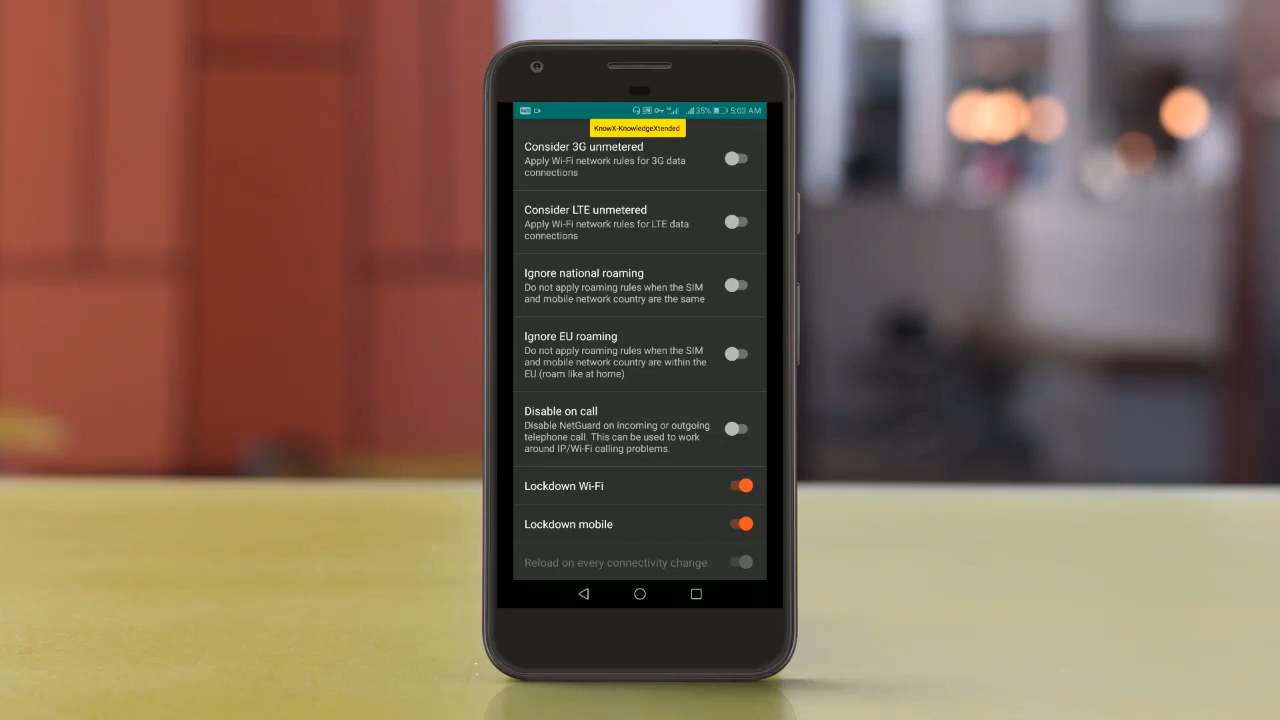 35% 5:03 AM
KnowX-KnowledgeXtended
Consider 3G unmetered
Apply Wi-Fi network rules for 3G data
connections
Consider LTE unmetered
Apply Wi-Fi network rules for LTE data
connections
Ignore national roaming
Do not apply roaming rules when the SIM
and mobile network country are the same
Ignore EU roaming
Do not apply roaming rules when the SIM
and mobile network country are within the
EU (roam like at home)
Disable on call
Disable NetGuard on incoming or outgoing
telephone call. This can be used to work
around IP/Wi-Fi calling problems.
Lockdown Wi-Fi
Lockdown mobile
Reload on every connectivity change